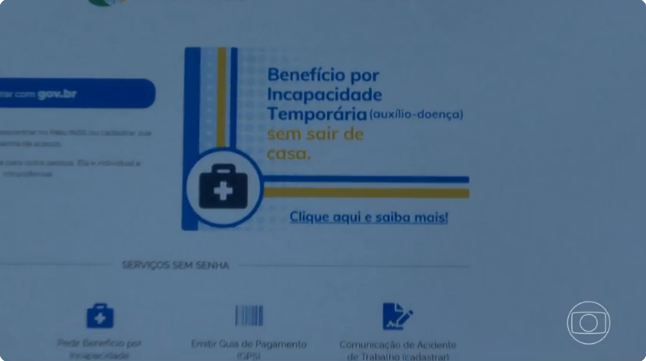 Benefício por
Incapacidade
Temporária (auxílio-doença)
sem sair de
casa.
com gov.br
Clique aqui e saiba mais!
SERVIÇOS SEM SENHA
Pedir Benefício por
Incapacidade
Emitir Guia de Pagamento
(GPS)
Comunicação de Acidente
de Trabalho (cadastrar)